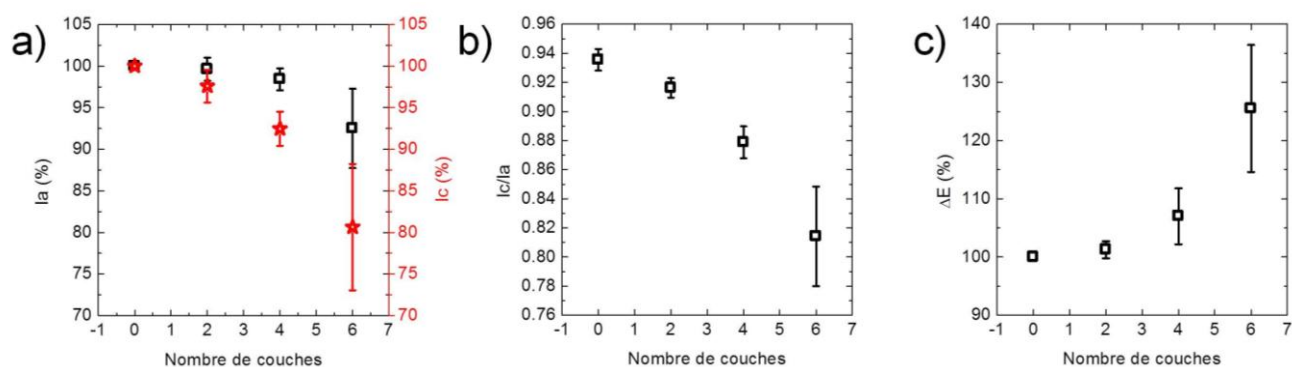 a)
105
100
95
90
85
80
75
70
Ia (%)
105
100
95
90
85
80
75
70
Ic (%)
-1 0 1 2 3 4 5 6 7
Nombre de couches
b)
0.96
0.94
0.92
0.90
0.88
0.86
0.84
0.82
0.80
0.78
0.76
Ic/Ia
-1 0 1 2 3 4 5 6 7
Nombre de couches
c)
140
130
120
110
100
90
ΔE (%)
-1 0 1 2 3 4 5 6 7
Nombre de couches